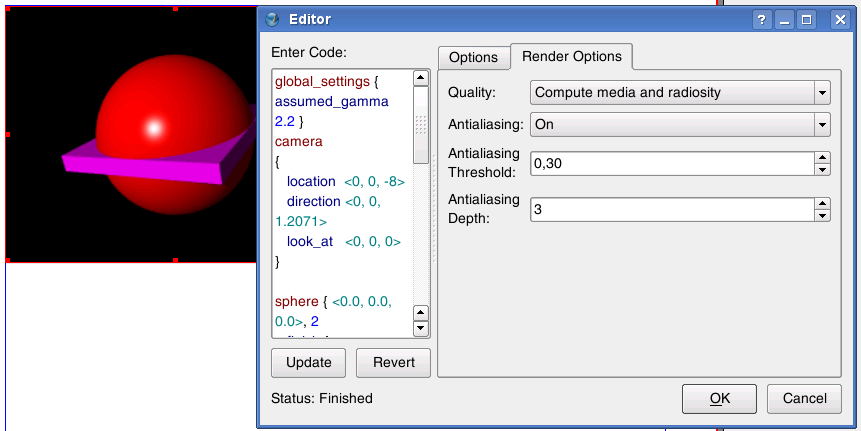 Editor
Enter Code:
global_settings {
assumed_gamma
2.2 }
camera
{
location <0, 0, -8>
direction <0, 0,
1.2071>
look_at <0, 0, 0>
}
sphere { <0.0, 0.0,
0.0>, 2
Update Revert
Status: Finished
Options Render Options
Quality: Compute media and radiosity
Antialiasing: On
Antialiasing
Threshold: 0,30
Antialiasing
Depth: 3
OK Cancel